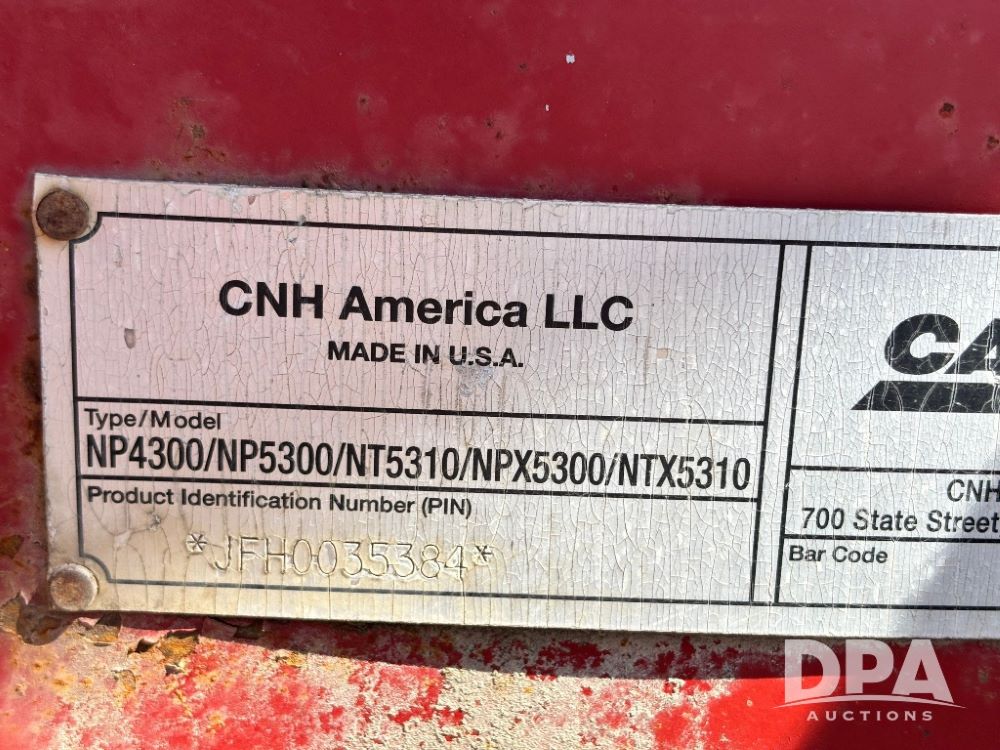 CNH America LLC
MADE IN U.S.A.
Type/Model
NP4300/NP5300/NT5310/NPX5300/NTX5310
Product Identification Number (PIN)
*JFH0035384*
CA
CNH
700 State Street
Bar Code
DPA
AUCTIONS